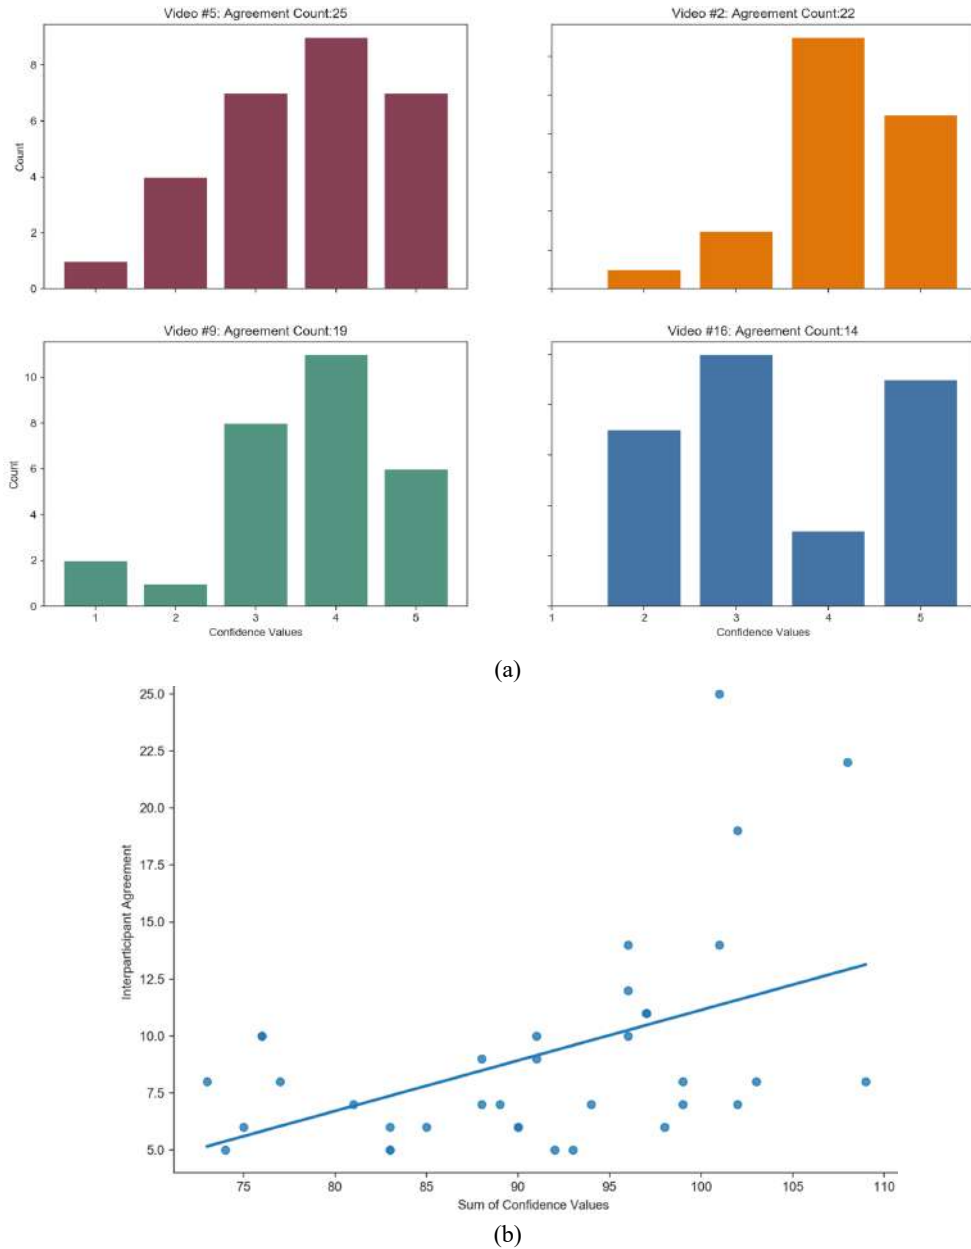 Video #5: Agreement Count:25
Video #2: Agreement Count:22
Count
8
6
4
2
0
Video #9: Agreement Count:19
Video #16: Agreement Count:14
Count
10
8
6
4
2
0
1 2 3 4 5
Confidence Values
1 2 3 4 5
Confidence Values
(a)
Interparticipant Agreement
25.0
22.5
20.0
17.5
15.0
12.5
10.0
7.5
5.0
75 80 85 90 95 100 105 110
Sum of Confidence Values
(b)